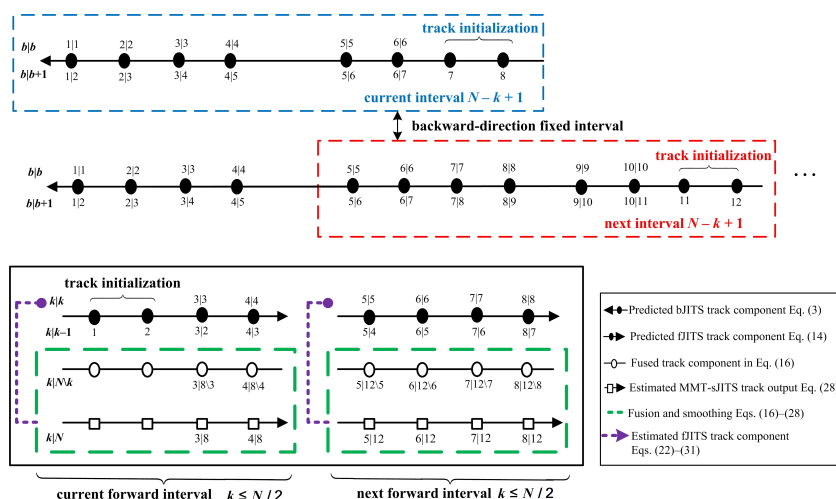 track initialization
b|b 1|1 2|2 3|3 4|4 5|5 6|6
b|b+1 1|2 2|3 3|4 4|5 5|6 6|7 7 8
current interval N – k + 1
backward-direction fixed interval
track initialization
b|b 1|1 2|2 3|3 4|4 5|5 6|6 7|7 8|8 9|9 10|10
b|b+1 1|2 2|3 3|4 4|5 5|6 6|7 7|8 8|9 9|10 10|11 11 12
...
next interval N – k + 1
track initialization
k|k 3|3 4|4 5|5 6|6 7|7 8|8
k|k–1 1 2 3|2 4|3 5|4 6|5 7|6 8|7
k|N\k 3|8\3 4|8\4 5|12\5 6|12\6 7|12\7 8|12\8
k|N 3|8 4|8 5|12 6|12 7|12 8|12
current forward interval k ≤ N / 2
next forward interval k ≤ N / 2
Predicted bJITS track component Eq. (3)
Predicted fJITS track component Eq. (14)
Fused track component in Eq. (16)
Estimated MMT-sJITS track output Eq. (28
Fusion and smoothing Eqs. (16)–(28)
Estimated fJITS track component
Eqs. (22)–(31)